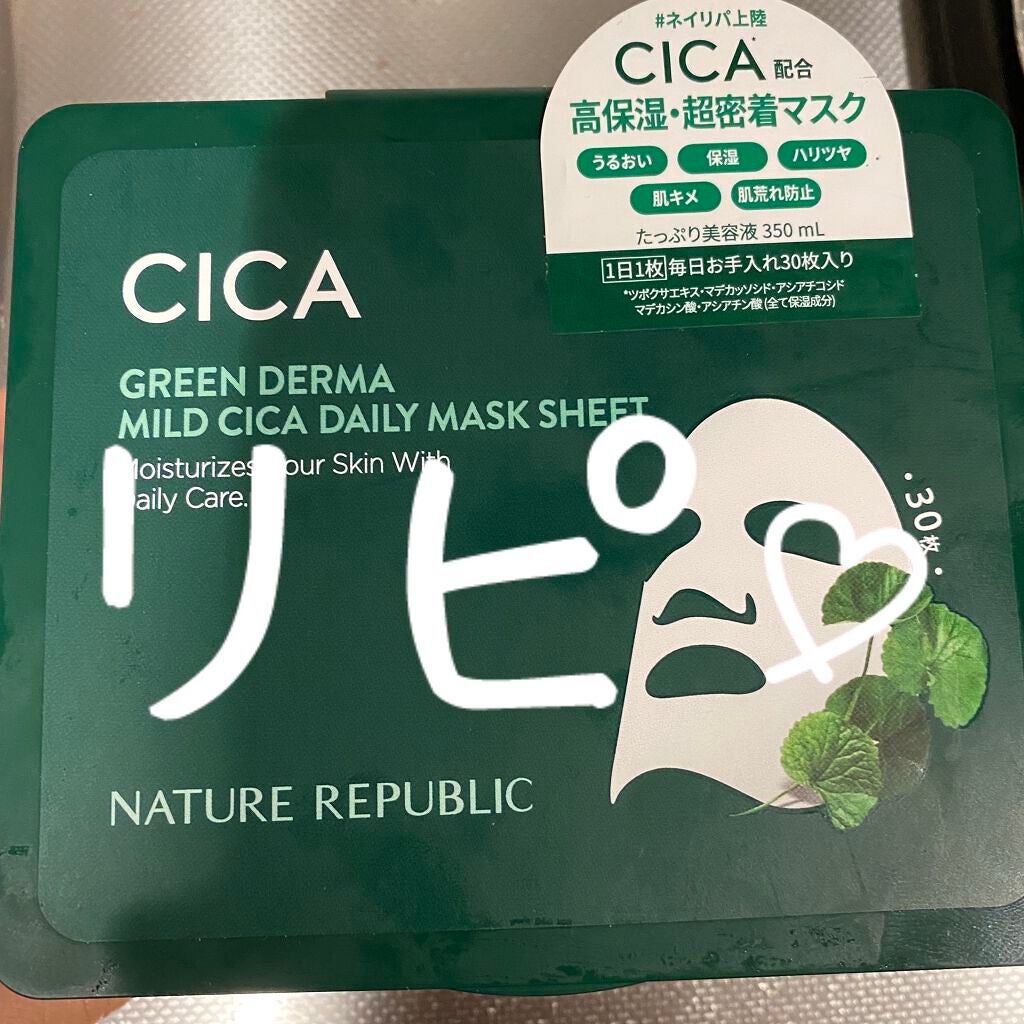 #ネイリパ上陸
CICA*配合
高保湿・超密着マスク
うるおい 保湿 ハリツヤ
肌キメ 肌荒れ防止
たっぷり美容液 350 mL
1日1枚 毎日お手入れ30枚入り
*ツボクサエキス・マデカッソシド・アシアチコシド
マデカシン酸・アシアチン酸 (全て保湿成分)
CICA
GREEN DERMA
MILD CICA DAILY MASK SHEET
Moisturizes Your Skin With
Daily Care.
・30枚・
リピ♡
NATURE REPUBLIC